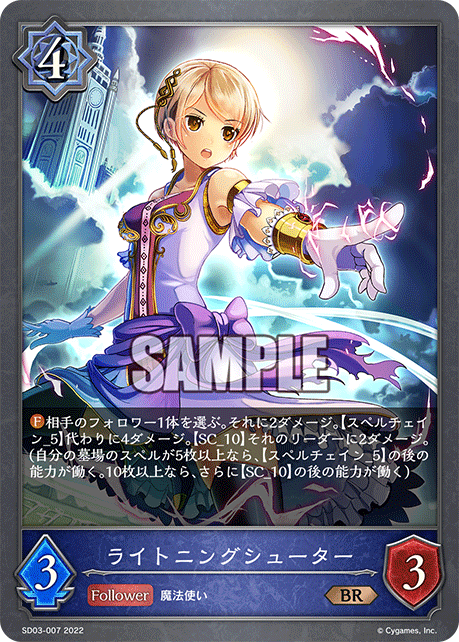 4
SAMPLE
F相手のフォロワー1体を選ぶ。それに2ダメージ。【スペルチェイン_5】代わりに4ダメージ。【SC_10】それのリーダーに2ダメージ。
(自分の墓場のスペルが5枚以上なら、【スペルチェイン_5】の後の能力が働く。10枚以上なら、さらに【SC_10】の後の能力が働く)
ライトニングシューター
3
Follower 魔法使い
BR
3
SD03-007 2022
© Cygames, Inc.